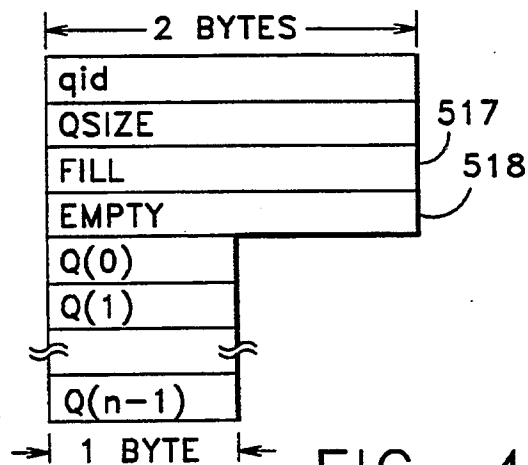 2 BYTES
qid
QSIZE
517
FILL
518
EMPTY
Q(0)
Q(1)
Q(n-1)
1 BYTE